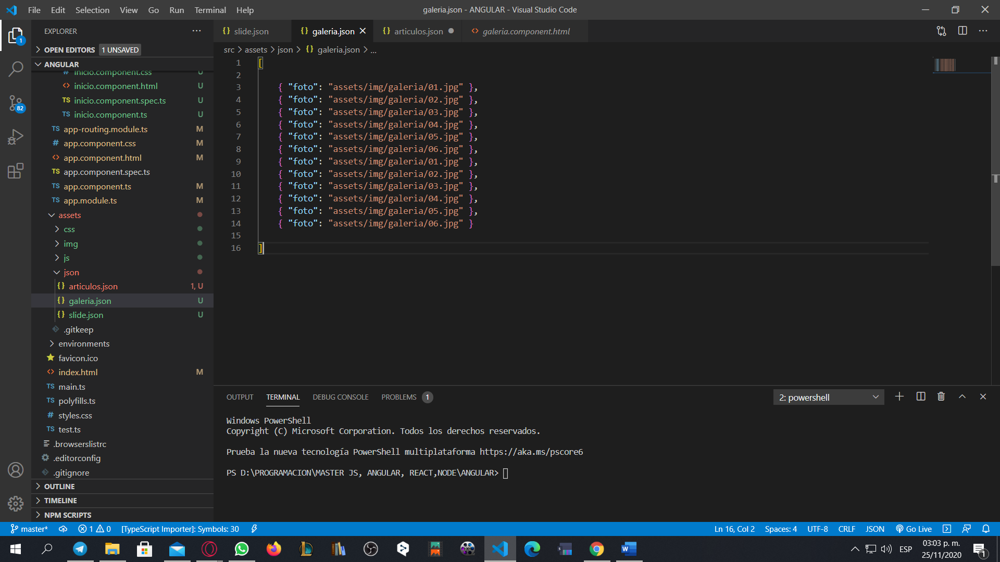 File Edit Selection View Go Run Terminal Help
galeria.json - ANGULAR - Visual Studio Code
EXPLORER
OPEN EDITORS 1 UNSAVED
ANGULAR
inicio.component.css U
inicio.component.html U
TS inicio.component.spec.ts U
TS inicio.component.ts U
TS app-routing.module.ts M
# app.component.css M
<> app.component.html M
TS app.component.spec.ts
TS app.component.ts M
TS app.module.ts M
assets
css
img
js
json
{} articulos.json 1, U
{} galeria.json U
{} slide.json U
.gitkeep
environments
favicon.ico
<> index.html M
TS main.ts
TS polyfills.ts
# styles.css
TS test.ts
.browserslistrc
.editorconfig
.gitignore
OUTLINE
TIMELINE
NPM SCRIPTS
1
82
{} slide.json
{} galeria.json
{} articulos.json
<> galeria.component.html
src > assets > json > {} galeria.json > ...
1 [
2
3 { "foto": "assets/img/galeria/01.jpg" },
4 { "foto": "assets/img/galeria/02.jpg" },
5 { "foto": "assets/img/galeria/03.jpg" },
6 { "foto": "assets/img/galeria/04.jpg" },
7 { "foto": "assets/img/galeria/05.jpg" },
8 { "foto": "assets/img/galeria/06.jpg" },
9 { "foto": "assets/img/galeria/01.jpg" },
10 { "foto": "assets/img/galeria/02.jpg" },
11 { "foto": "assets/img/galeria/03.jpg" },
12 { "foto": "assets/img/galeria/04.jpg" },
13 { "foto": "assets/img/galeria/05.jpg" },
14 { "foto": "assets/img/galeria/06.jpg" }
15
16 ]
OUTPUT TERMINAL DEBUG CONSOLE PROBLEMS 1
2: powershell
Windows PowerShell
Copyright (C) Microsoft Corporation. Todos los derechos reservados.
Prueba la nueva tecnología PowerShell multiplataforma https://aka.ms/pscore6
PS D:\PROGRAMACION\MASTER JS, ANGULAR, REACT,NODE\ANGULAR>
master* 1 0 [TypeScript Importer]: Symbols: 30
Ln 16, Col 2 Spaces: 4 UTF-8 CRLF JSON Go Live
ESP
03:03 p. m.
25/11/2020
1